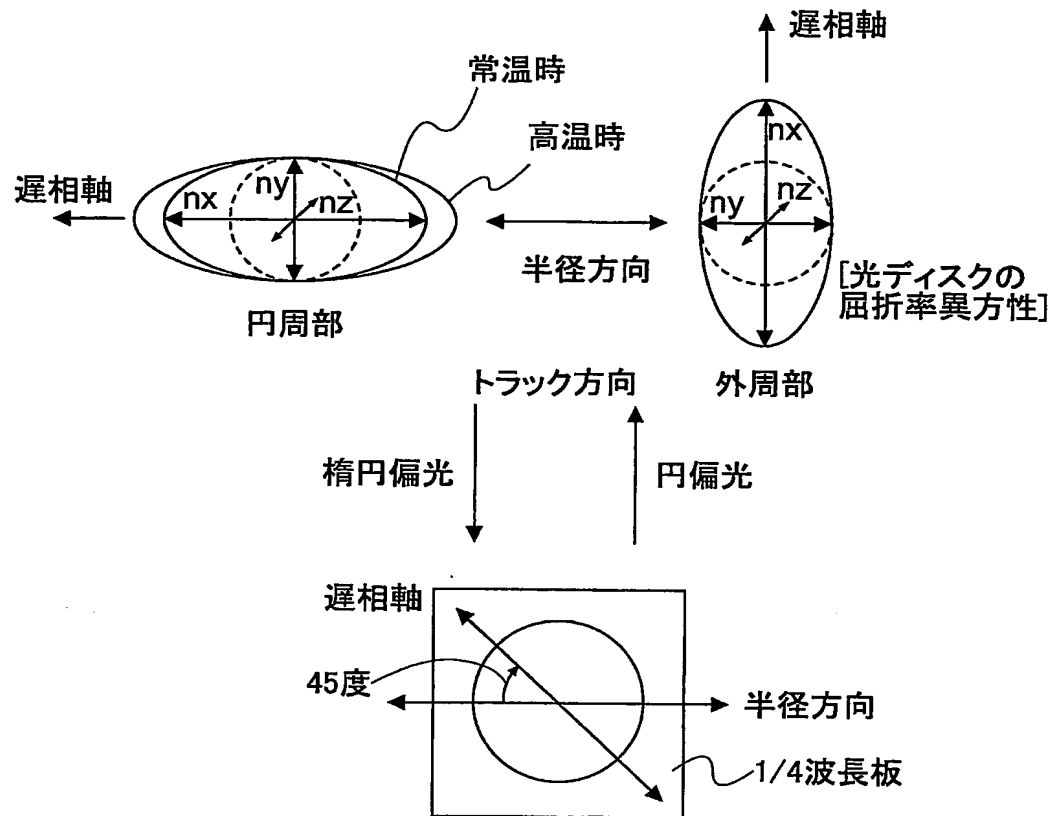 遅相軸
常温時
高温時
遅相軸
nx
ny
nz
nx
ny
nz
半径方向
[光ディスクの
屈折率異方性]
円周部
トラック方向
外周部
楕円偏光
円偏光
遅相軸
45度
半径方向
1/4波長板